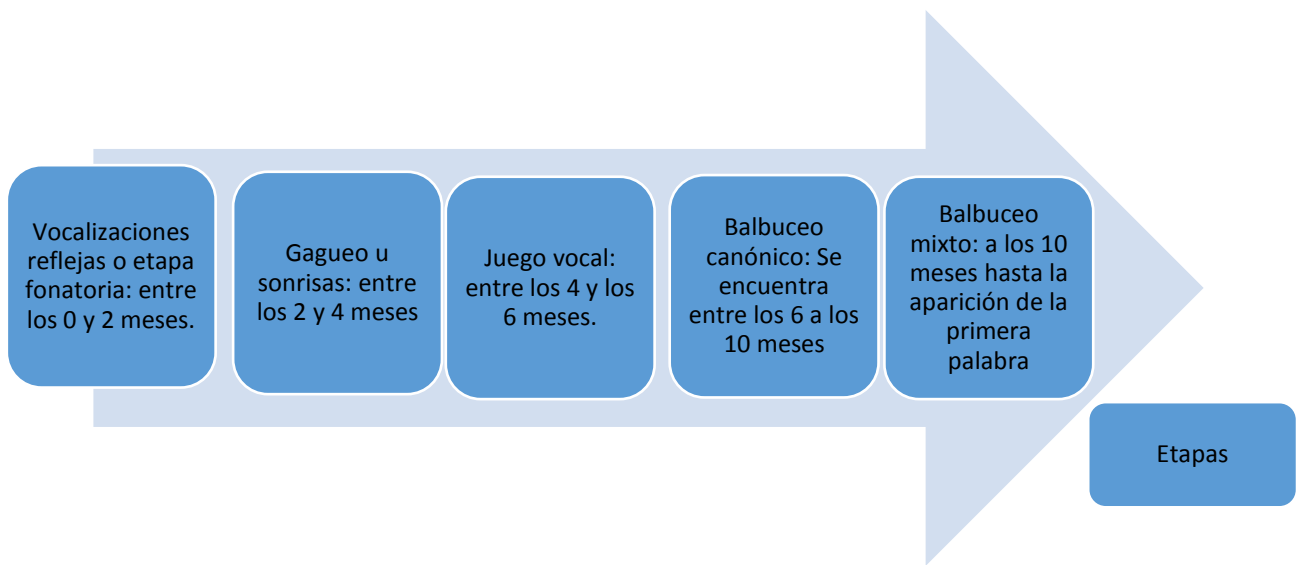 Vocalizaciones
reflejas o etapa
fonatoria: entre
los 0 y 2 meses.
Gagueo u
sonrisas: entre
los 2 y 4 meses
Juego vocal:
entre los 4 y los
6 meses.
Balbuceo
canónico: Se
encuentra
entre los 6 a los
10 meses
Balbuceo
mixto: a los 10
meses hasta la
aparición de la
primera
palabra
Etapas